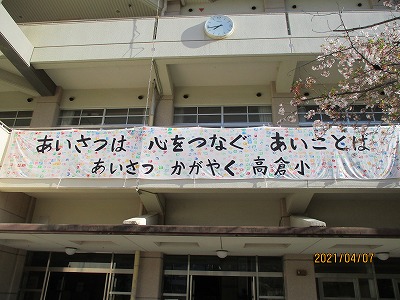 あいさつは 心をつなぐ あいことば
あいさつ かがやく 高倉小
2021/04/07